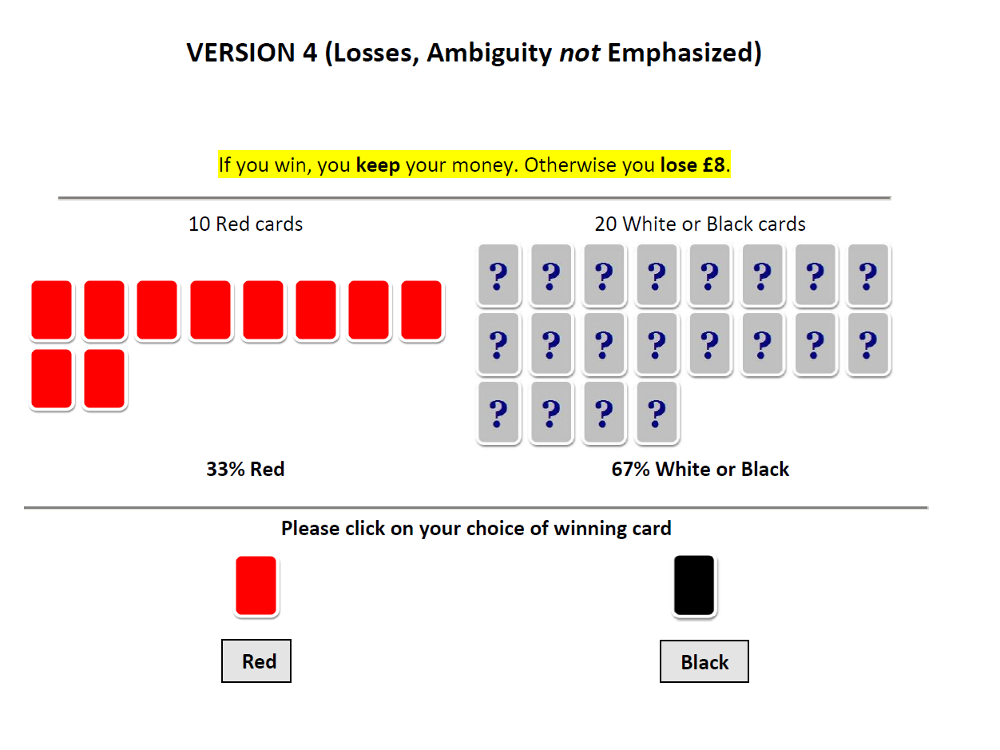 VERSION 4 (Losses, Ambiguity not Emphasized)
If you win, you keep your money. Otherwise you lose £8.
10 Red cards
20 White or Black cards
? ? ? ? ? ? ? ?
? ? ? ? ? ? ? ?
? ? ? ?
33% Red
67% White or Black
Please click on your choice of winning card
Red
Black